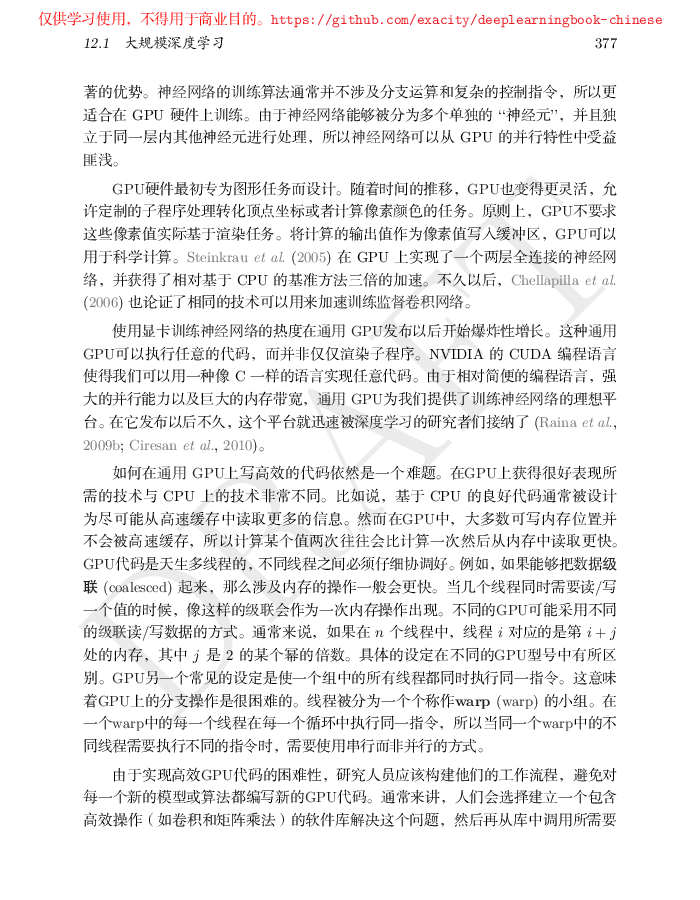 仅供学习使用，不得用于商业目的。https://github.com/exacity/deeplearningbook-chinese
12.1 大规模深度学习 377
著的优势。神经网络的训练算法通常并不涉及分支运算和复杂的控制指令，所以更
适合在 GPU 硬件上训练。由于神经网络能够被分为多个单独的 “神经元”，并且独
立于同一层内其他神经元进行处理，所以神经网络可以从 GPU 的并行特性中受益
匪浅。
GPU硬件最初专为图形任务而设计。随着时间的推移，GPU也变得更灵活，允
许定制的子程序处理转化顶点坐标或者计算像素颜色的任务。原则上，GPU不要求
这些像素值实际基于渲染任务。将计算的输出值作为像素值写入缓冲区，GPU可以
用于科学计算。Steinkrau et al. (2005) 在 GPU 上实现了一个两层全连接的神经网
络，并获得了相对基于 CPU 的基准方法三倍的加速。不久以后，Chellapilla et al.
(2006) 也论证了相同的技术可以用来加速训练监督卷积网络。
使用显卡训练神经网络的热度在通用 GPU发布以后开始爆炸性增长。这种通用
GPU可以执行任意的代码，而并非仅仅渲染子程序。NVIDIA 的 CUDA 编程语言
使得我们可以用一种像 C 一样的语言实现任意代码。由于相对简便的编程语言，强
大的并行能力以及巨大的内存带宽，通用 GPU为我们提供了训练神经网络的理想平
台。在它发布以后不久，这个平台就迅速被深度学习的研究者们接纳了 (Raina et al.,
2009b; Ciresan et al., 2010)。
如何在通用 GPU上写高效的代码依然是一个难题。在GPU上获得很好表现所
需的技术与 CPU 上的技术非常不同。比如说，基于 CPU 的良好代码通常被设计
为尽可能从高速缓存中读取更多的信息。然而在GPU中，大多数可写内存位置并
不会被高速缓存，所以计算某个值两次往往会比计算一次然后从内存中读取更快。
GPU代码是天生多线程的，不同线程之间必须仔细协调好。例如，如果能够把数据级
联 (coalesced) 起来，那么涉及内存的操作一般会更快。当几个线程同时需要读/写
一个值的时候，像这样的级联会作为一次内存操作出现。不同的GPU可能采用不同
的级联读/写数据的方式。通常来说，如果在 n 个线程中，线程 i 对应的是第 i + j
处的内存，其中 j 是 2 的某个幂的倍数。具体的设定在不同的GPU型号中有所区
别。GPU另一个常见的设定是使一个组中的所有线程都同时执行同一指令。这意味
着GPU上的分支操作是很困难的。线程被分为一个个称作warp (warp) 的小组。在
一个warp中的每一个线程在每一个循环中执行同一指令，所以当同一个warp中的不
同线程需要执行不同的指令时，需要使用串行而非并行的方式。
由于实现高效GPU代码的困难性，研究人员应该构建他们的工作流程，避免对
每一个新的模型或算法都编写新的GPU代码。通常来讲，人们会选择建立一个包含
高效操作（如卷积和矩阵乘法）的软件库解决这个问题，然后再从库中调用所需要
DRAFT